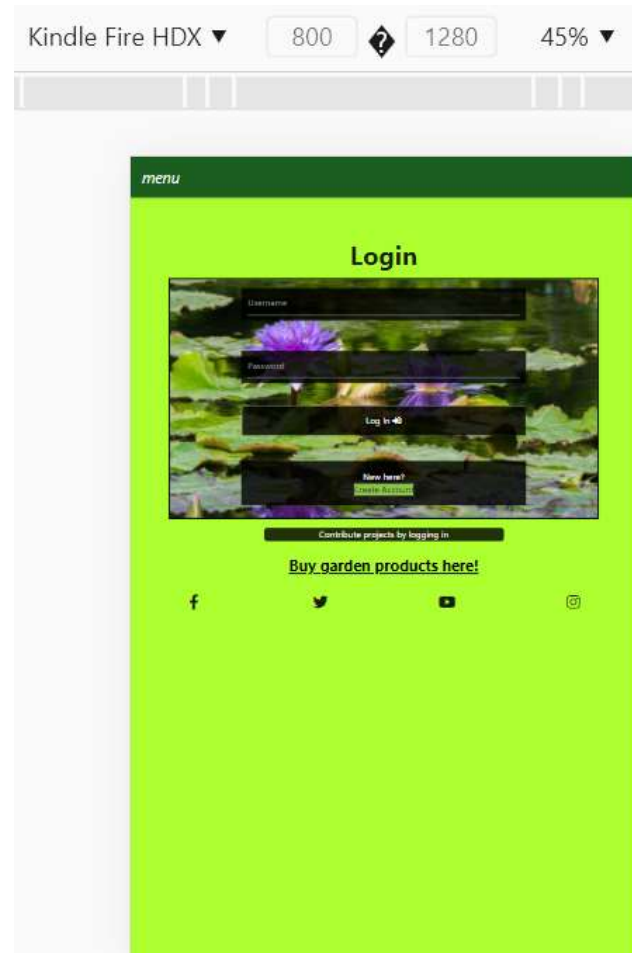 Kindle Fire HDX ▼ 800 � 1280 45% ▼
menu
Login
Username
Password
Log In
New here?
Create Account
Contribute projects by logging in
Buy garden products here!